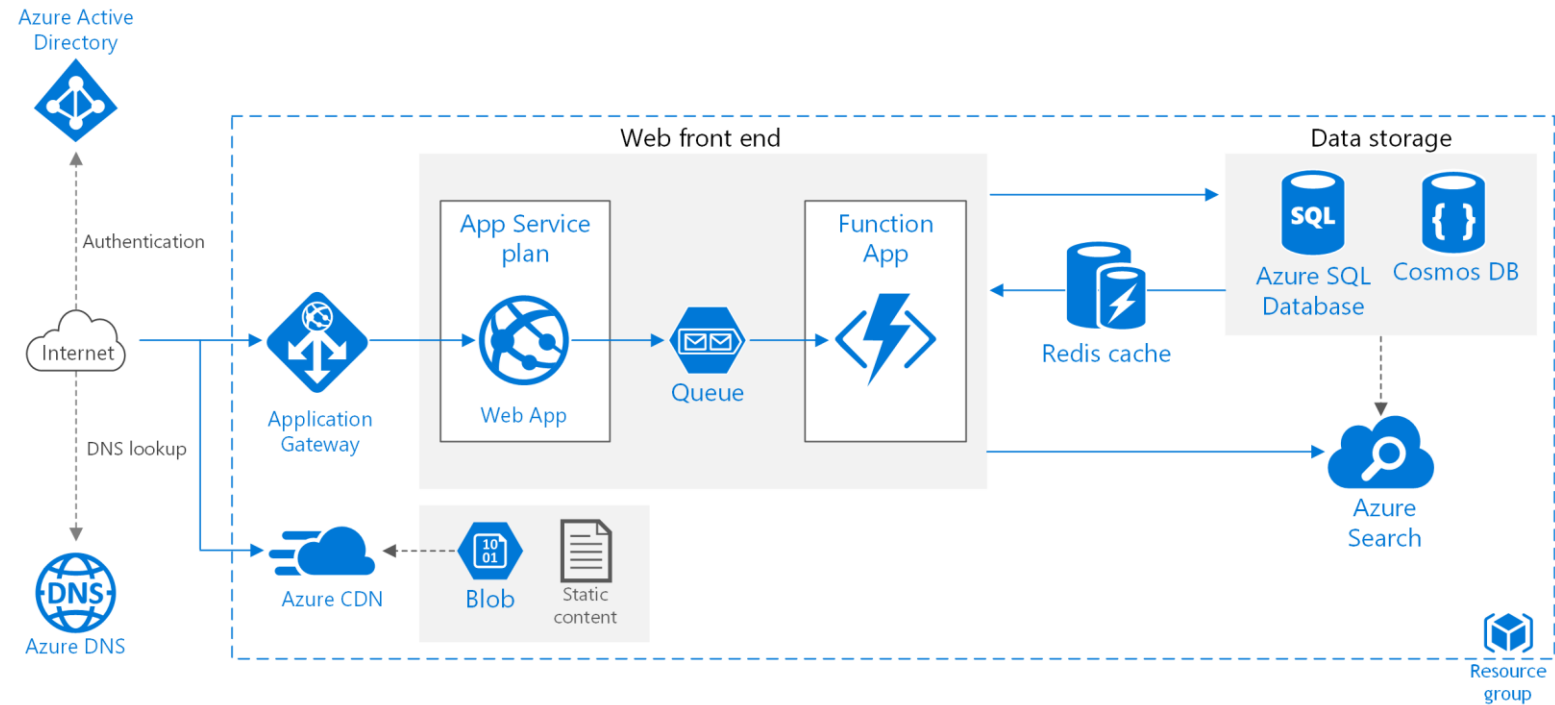 Azure Active
Directory
Authentication
Internet
DNS lookup
DNS
Azure DNS
Application
Gateway
Azure CDN
Web front end
App Service
plan
Web App
Queue
Function
App
10
01
Blob
Static
content
Redis cache
Data storage
SQL
Azure SQL
Database
{ }
Cosmos DB
Azure
Search
Resource
group